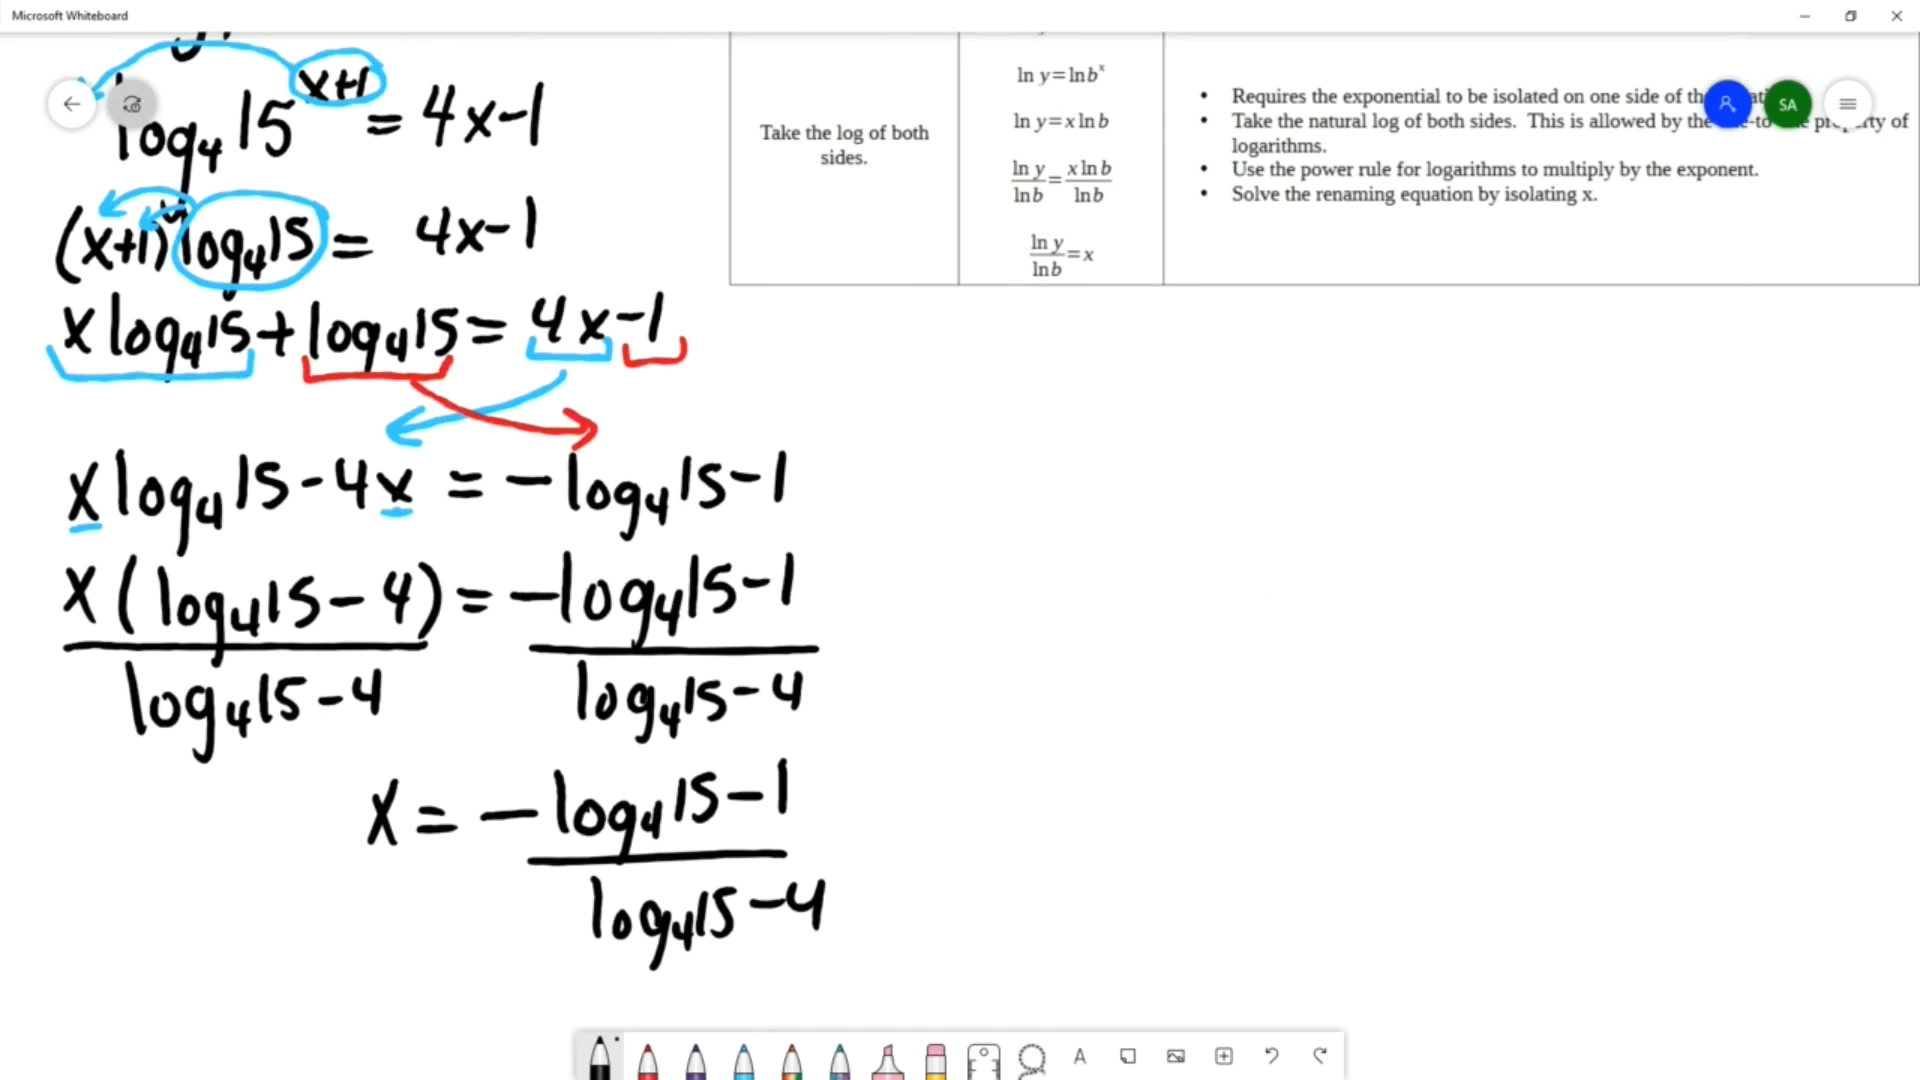 Microsoft Whiteboard
log₄ 15^(x+1) = 4x-1
(x+1) log₄15 = 4x-1
x log₄15 + log₄15 = 4x -1
x log₄15 - 4x = -log₄15 - 1
x (log₄15 - 4) = -log₄15 - 1
log₄15 - 4 log₄15 - 4
x = -log₄15 - 1
log₄15 - 4
Take the log of both
sides.
ln y = ln bˣ
ln y = x ln b
ln y = x ln b
ln b ln b
ln y = x
ln b
• Requires the exponential to be isolated on one side of
• Take the natural log of both sides. This is allowed by the of
logarithms.
• Use the power rule for logarithms to multiply by the exponent.
• Solve the renaming equation by isolating x.
SA
A